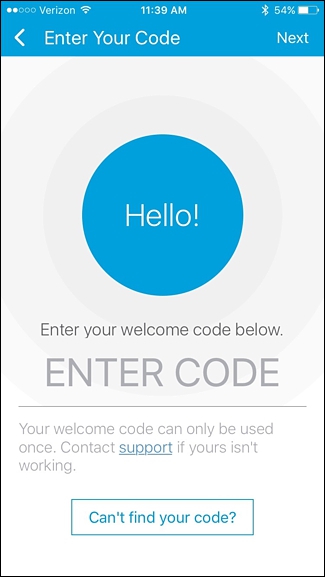 Verizon 11:39 AM 54%
Enter Your Code Next
Hello!
Enter your welcome code below.
ENTER CODE
Your welcome code can only be used
once. Contact support if yours isn't
working.
Can't find your code?